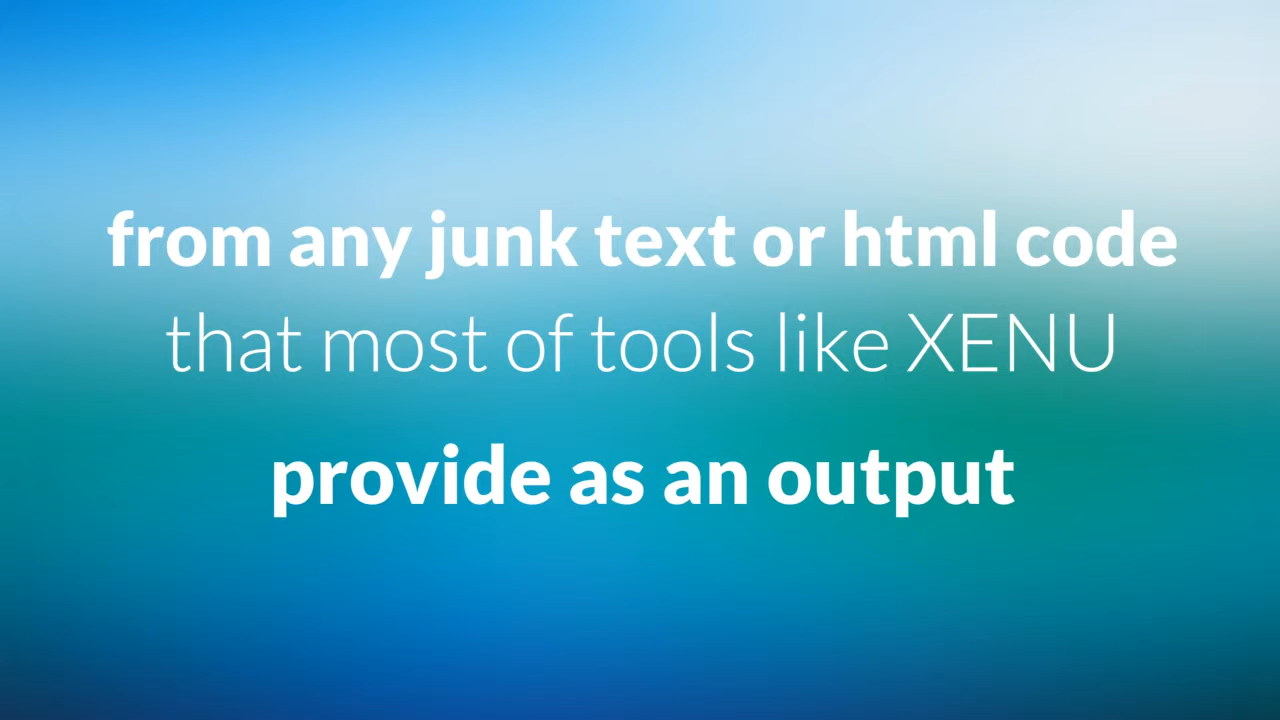 from any junk text or html code
that most of tools like XENU
provide as an output